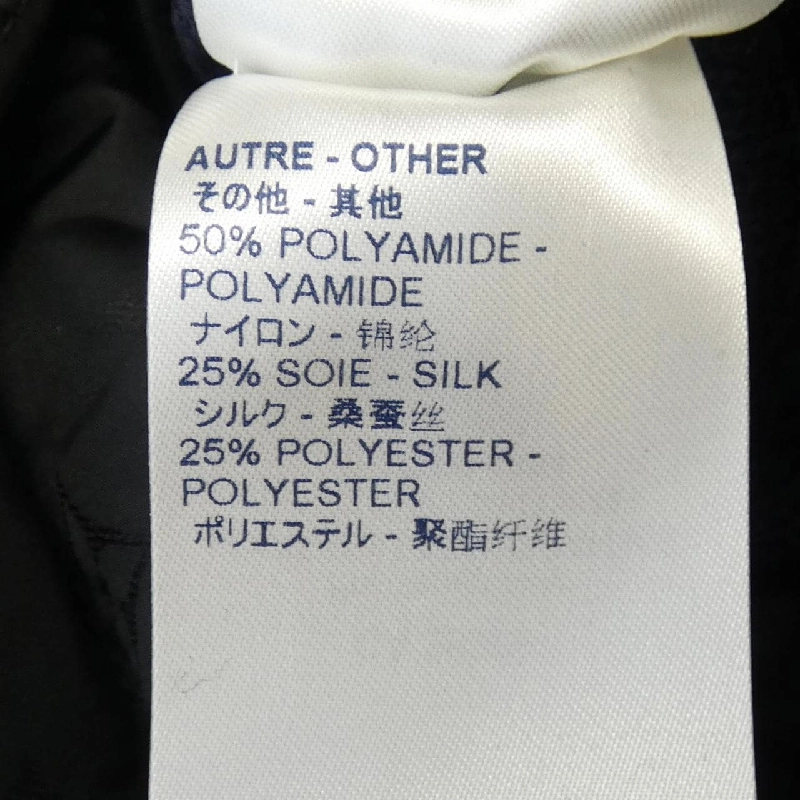 AUTRE - OTHER
その他 - 其他
50% POLYAMIDE -
POLYAMIDE
ナイロン - 锦纶
25% SOIE - SILK
シルク - 桑蚕丝
25% POLYESTER -
POLYESTER
ポリエステル - 聚酯纤维